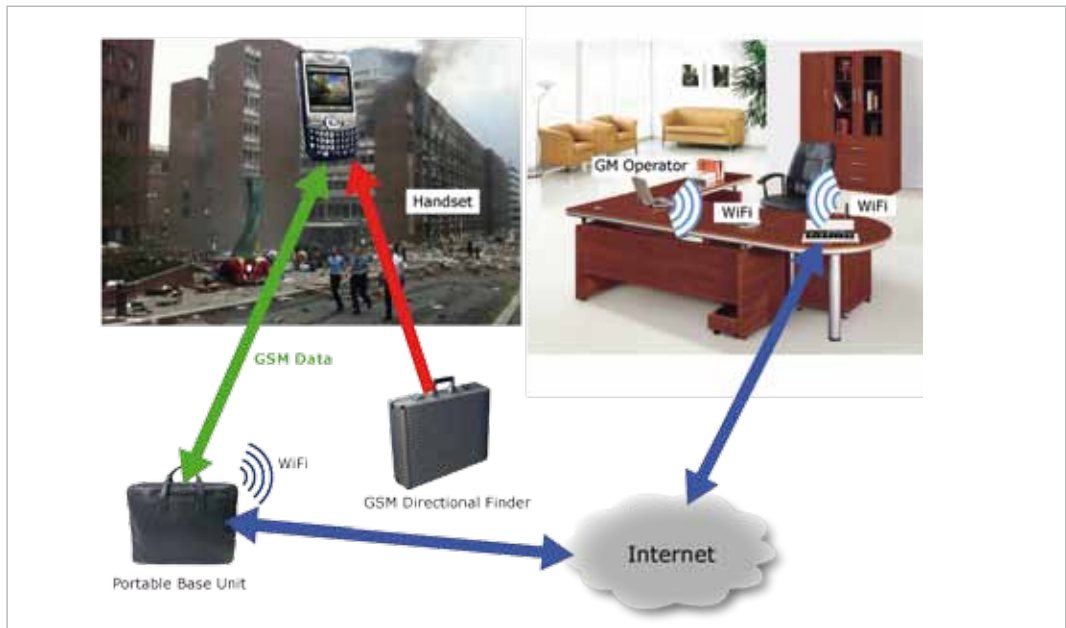 GM Operator
Handset
WiFi
WiFi
GSM Data
WiFi
GSM Directional Finder
Internet
Portable Base Unit